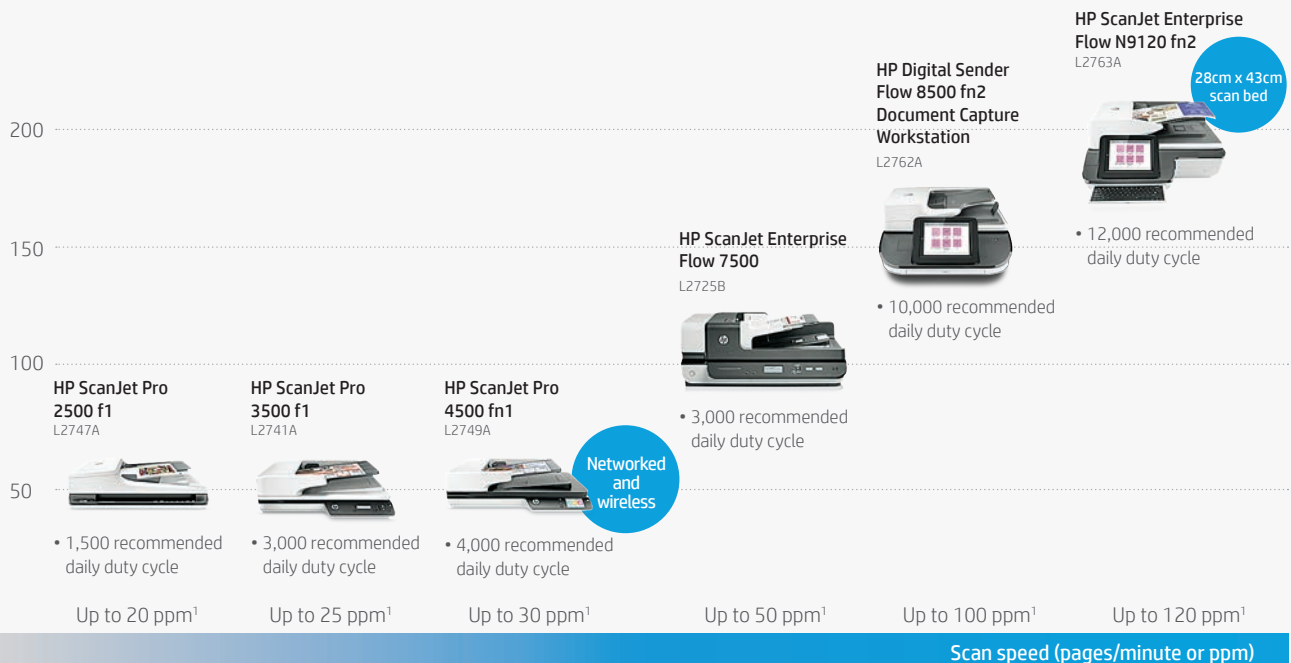 HP ScanJet Enterprise
Flow N9120 fn2
L2763A
28cm x 43cm
scan bed
HP Digital Sender
Flow 8500 fn2
Document Capture
Workstation
L2762A
200
• 12,000 recommended
daily duty cycle
HP ScanJet Enterprise
Flow 7500
L2725B
150
• 10,000 recommended
daily duty cycle
100
HP ScanJet Pro
2500 f1
L2747A
HP ScanJet Pro
3500 f1
L2741A
HP ScanJet Pro
4500 fn1
L2749A
• 3,000 recommended
daily duty cycle
Networked
and
wireless
50
• 1,500 recommended
daily duty cycle
• 3,000 recommended
daily duty cycle
• 4,000 recommended
daily duty cycle
Up to 20 ppm¹
Up to 25 ppm¹
Up to 30 ppm¹
Up to 50 ppm¹
Up to 100 ppm¹
Up to 120 ppm¹
Scan speed (pages/minute or ppm)